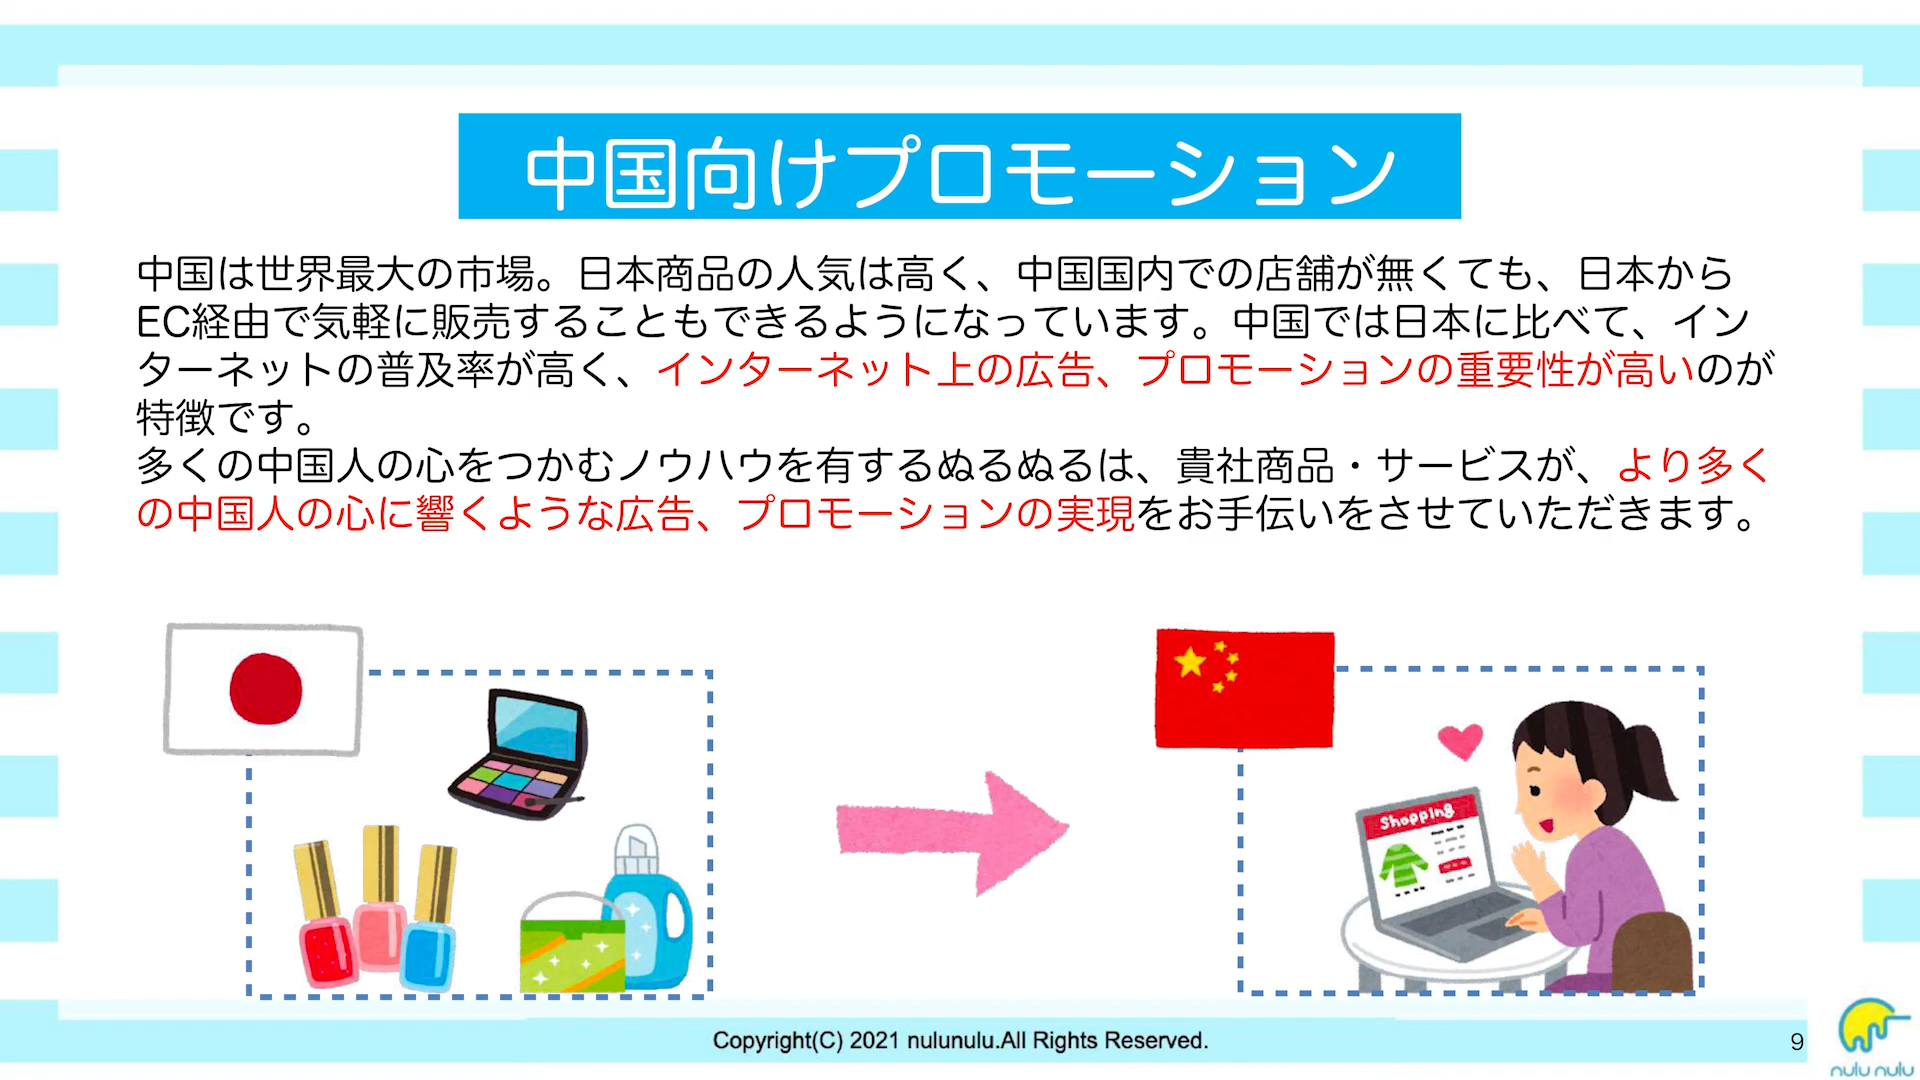 中国向けプロモーション
中国は世界最大の市場。日本商品の人気は高く、中国国内での店舗が無くても、日本から
EC経由で気軽に販売することもできるようになっています。中国では日本に比べて、イン
ターネットの普及率が高く、インターネット上の広告、プロモーションの重要性が高いのが
特徴です。
多くの中国人の心をつかむノウハウを有するぬるぬるは、貴社商品・サービスが、より多く
の中国人の心に響くような広告、プロモーションの実現をお手伝いをさせていただきます。
Shopping
Copyright(C) 2021 nulunulu.All Rights Reserved.
9
nulu nulu